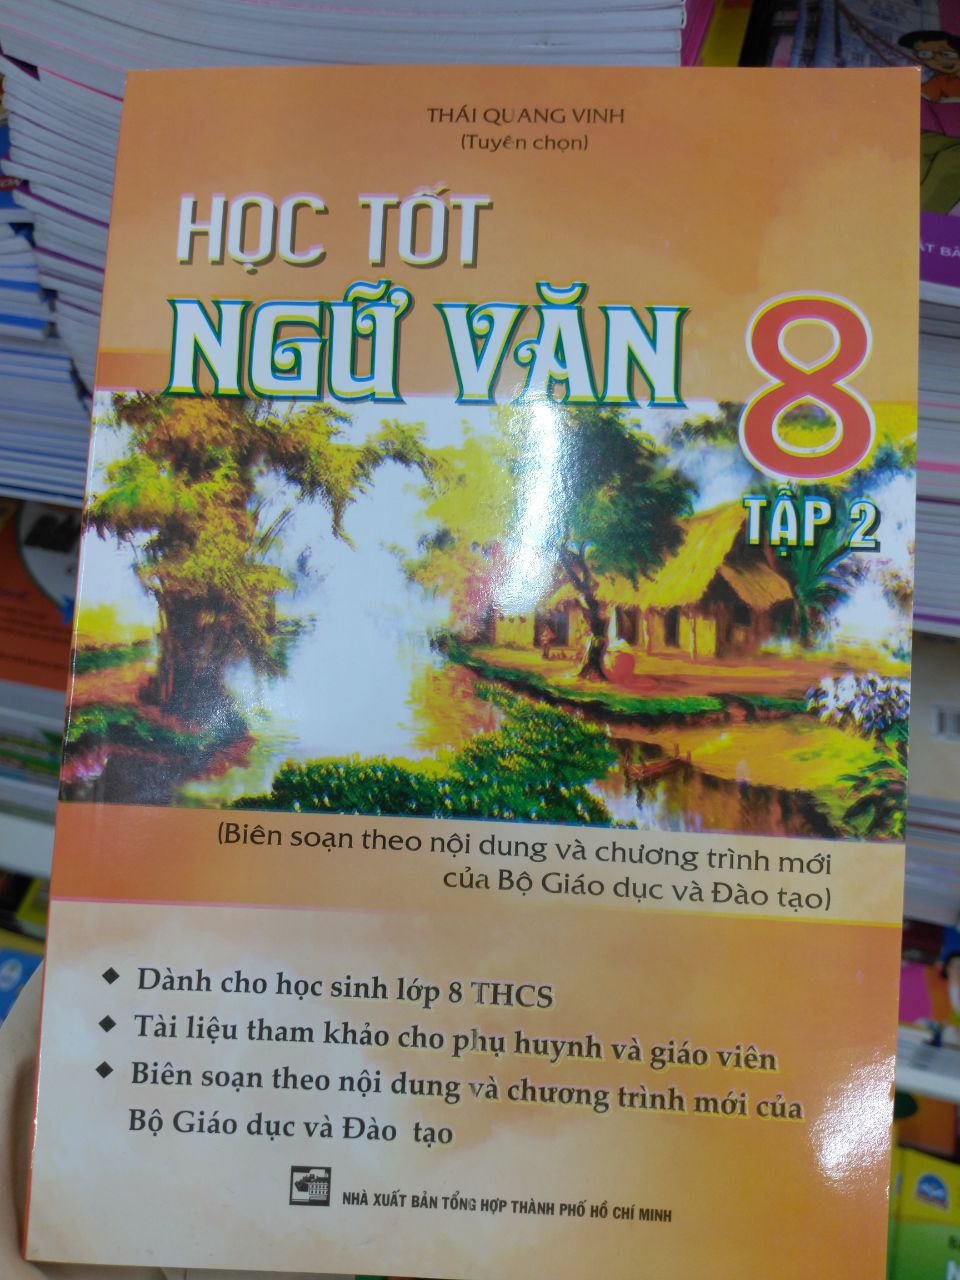 THÁI QUANG VINH
(Tuyển chọn)
HỌC TỐT
NGỮ VĂN 8
TẬP 2
(Biên soạn theo nội dung và chương trình mới
của Bộ Giáo dục và Đào tạo)
Dành cho học sinh lớp 8 THCS
Tài liệu tham khảo cho phụ huynh và giáo viên
Biên soạn theo nội dung và chương trình mới của
Bộ Giáo dục và Đào tạo
NHÀ XUẤT BẢN TỔNG HỢP THÀNH PHỐ HỒ CHÍ MINH